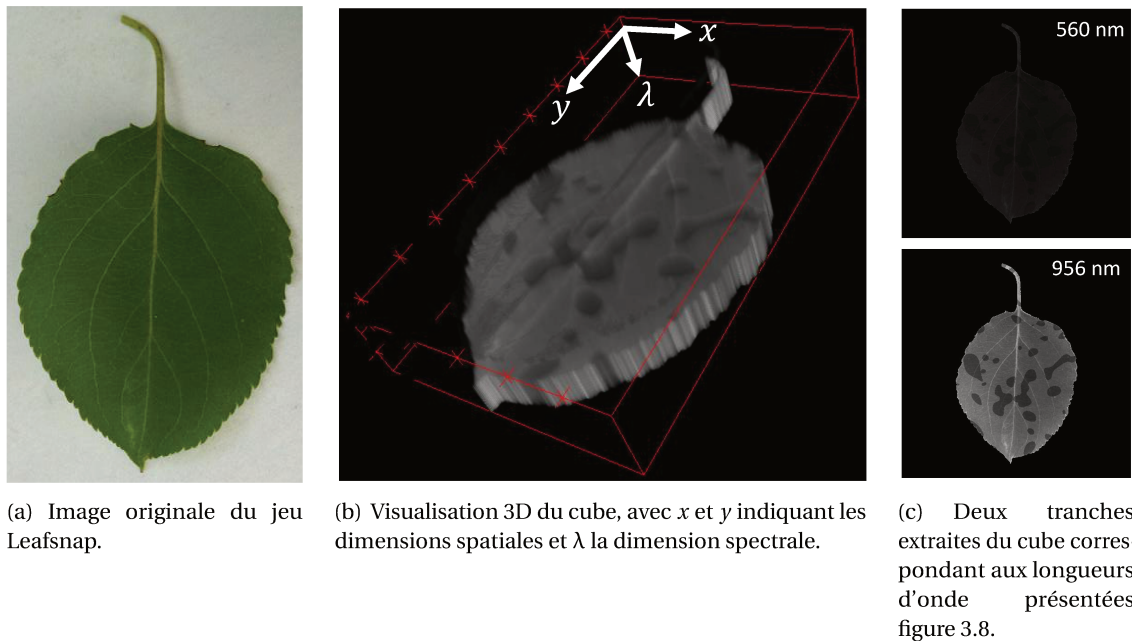 560 nm
x
y
λ
956 nm
(a) Image originale du jeu
Leafsnap.
(b) Visualisation 3D du cube, avec x et y indiquant les
dimensions spatiales et λ la dimension spectrale.
(c) Deux tranches
extraites du cube corres-
pondant aux longueurs
d'onde présentées
figure 3.8.